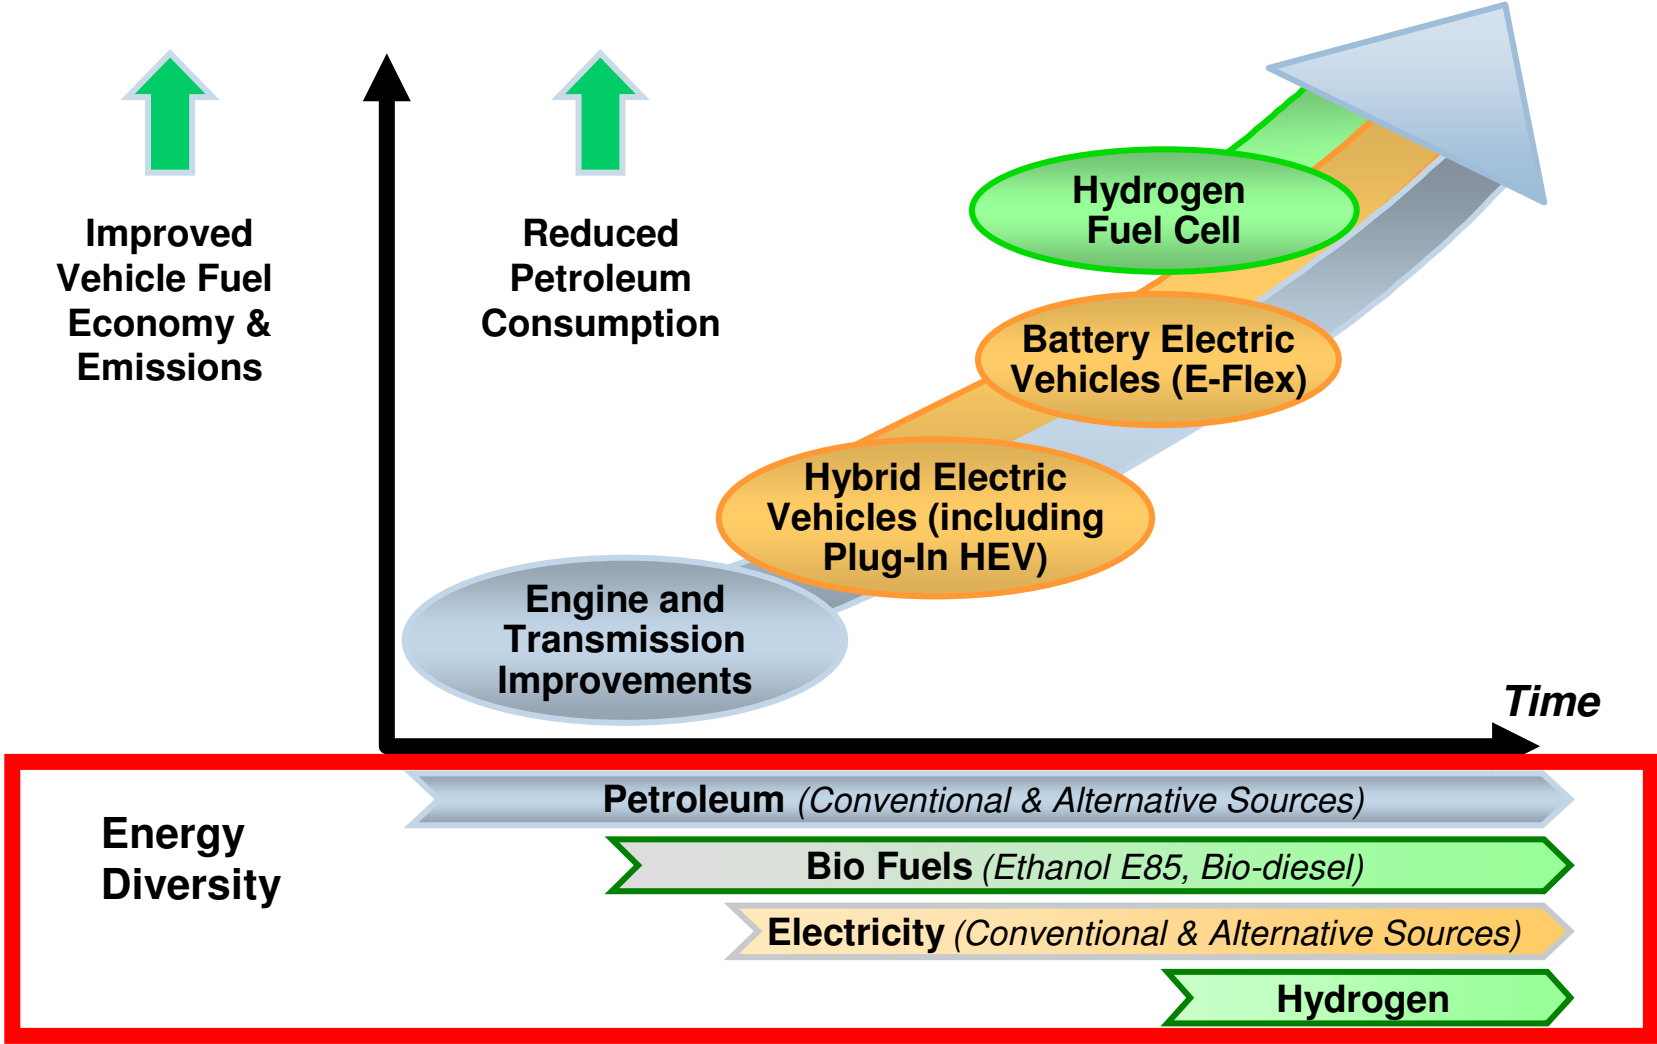 Improved
Vehicle Fuel
Economy &
Emissions
Reduced
Petroleum
Consumption
Hydrogen
Fuel Cell
Battery Electric
Vehicles (E-Flex)
Hybrid Electric
Vehicles (including
Plug-In HEV)
Engine and
Transmission
Improvements
Time
Energy
Diversity
Petroleum (Conventional & Alternative Sources)
Bio Fuels (Ethanol E85, Bio-diesel)
Electricity (Conventional & Alternative Sources)
Hydrogen